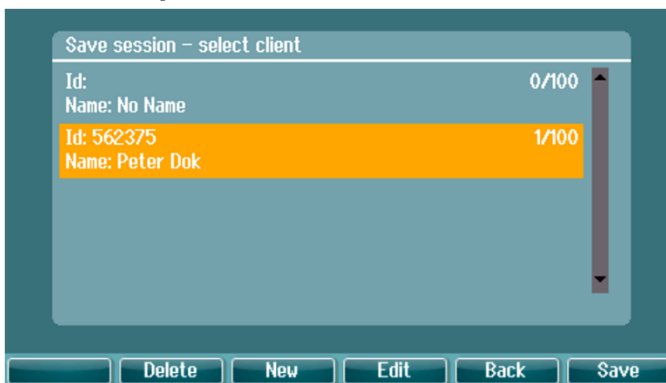 Save session - select client
Id: 0/100
Name: No Name
Id: 562375 1/100
Name: Peter Dok
Delete New Edit Back Save